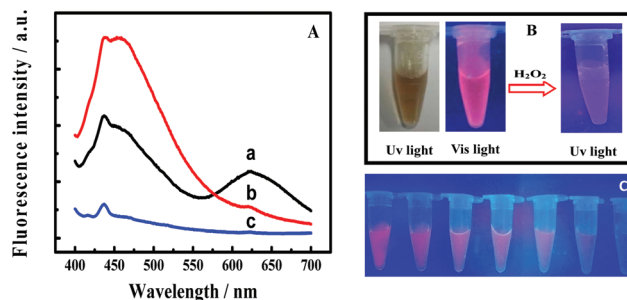 A
Fluorescence intensity / a.u.
a
b
c
400 450 500 550 600 650 700
Wavelength / nm
B
H₂O₂
Uv light Vis light Uv light
C